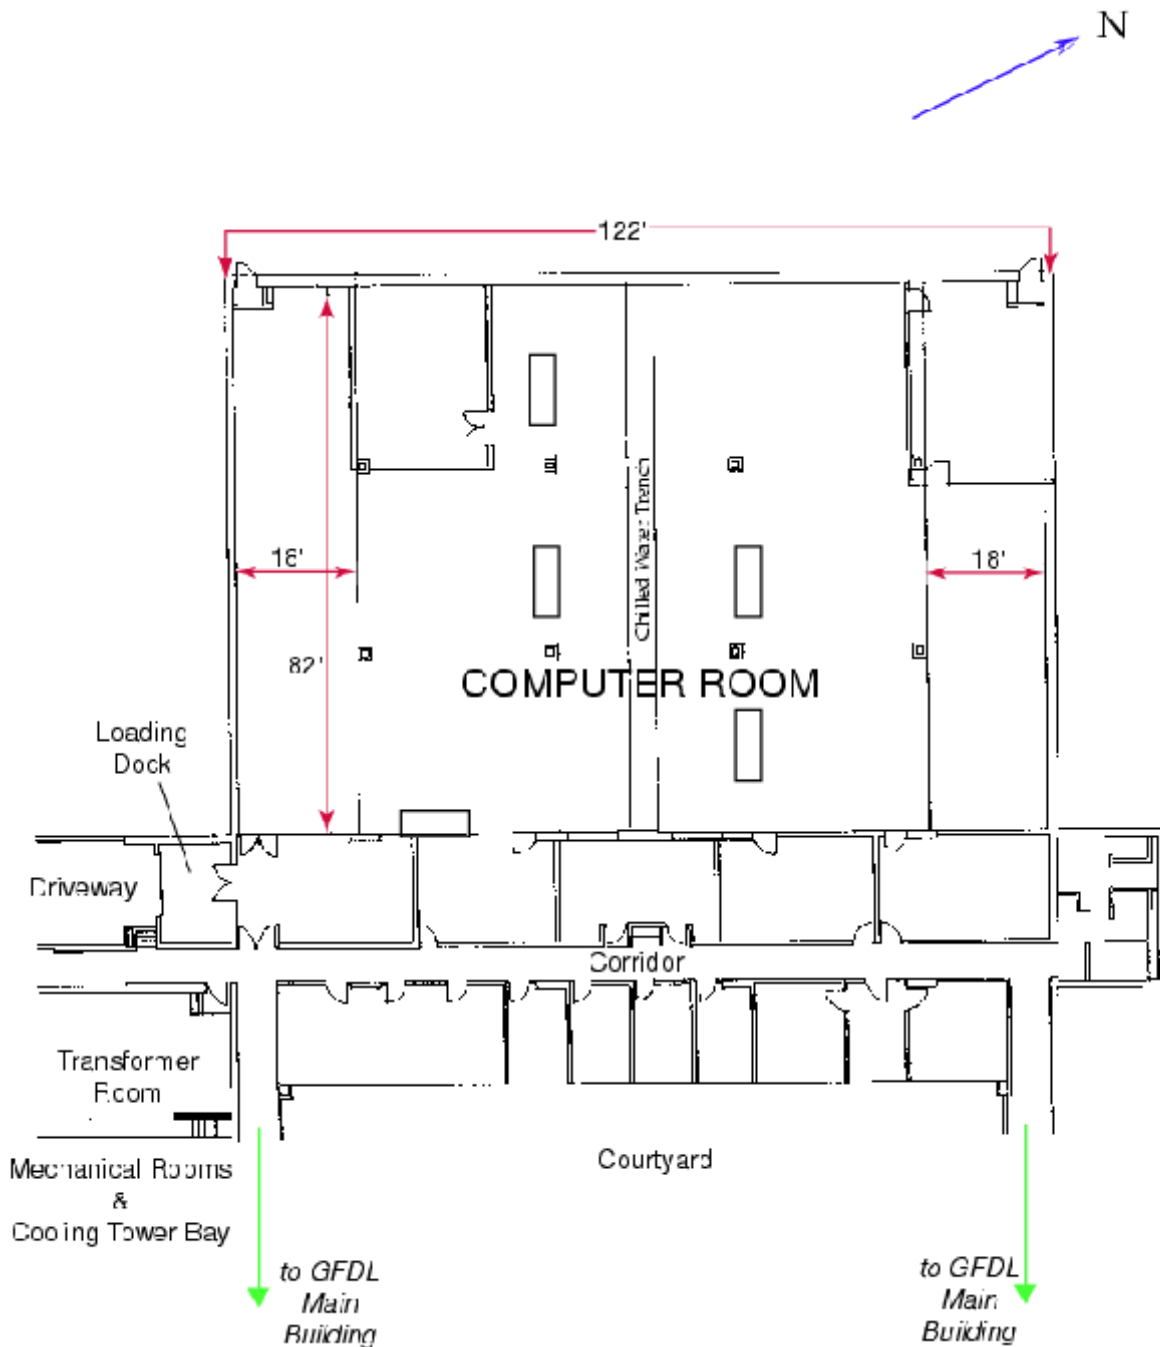 N
122'
Chilled Water Trench
18'
18'
82'
COMPUTER ROOM
Loading
Dock
Driveway
Corridor
Transformer
Room
Mechanical Rooms
&
Cooling Tower Bay
Courtyard
to GFDL
Main
Building
to GFDL
Main
Building